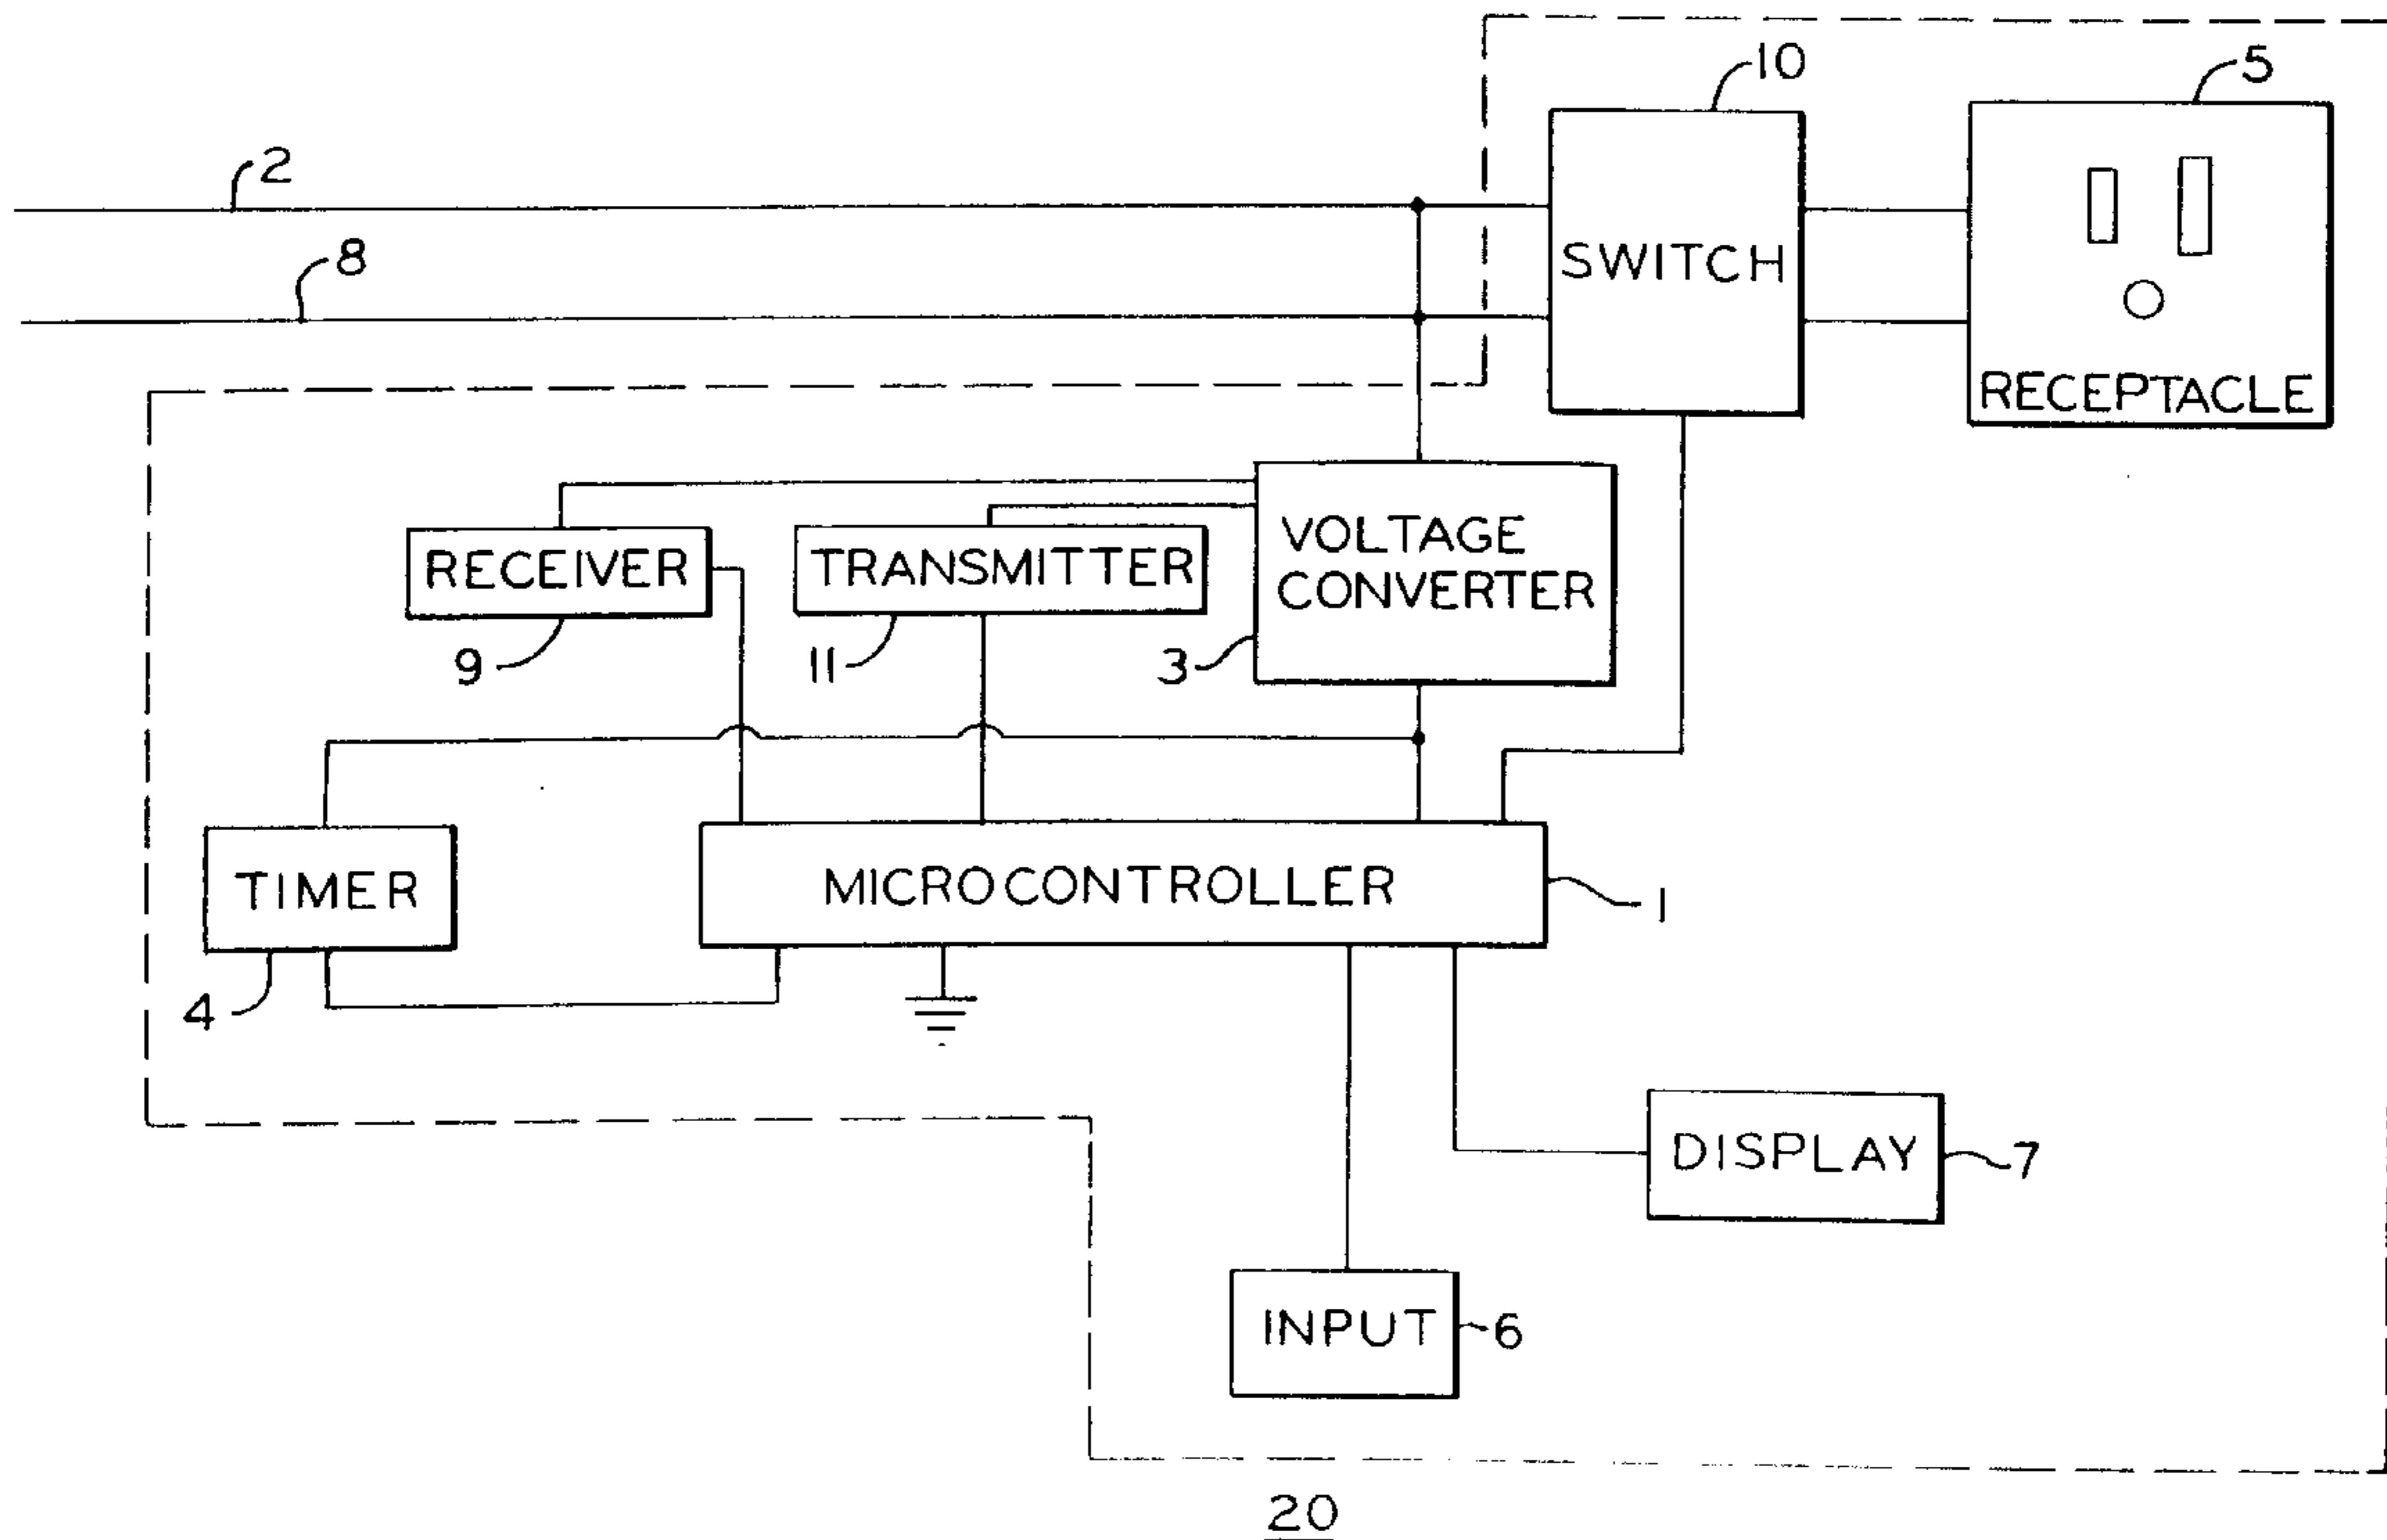 10
5
2
8
SWITCH
RECEPTACLE
RECEIVER
TRANSMITTER
VOLTAGE
CONVERTER
9
11
3
TIMER
MICROCONTROLLER
1
4
DISPLAY
7
INPUT
6
20